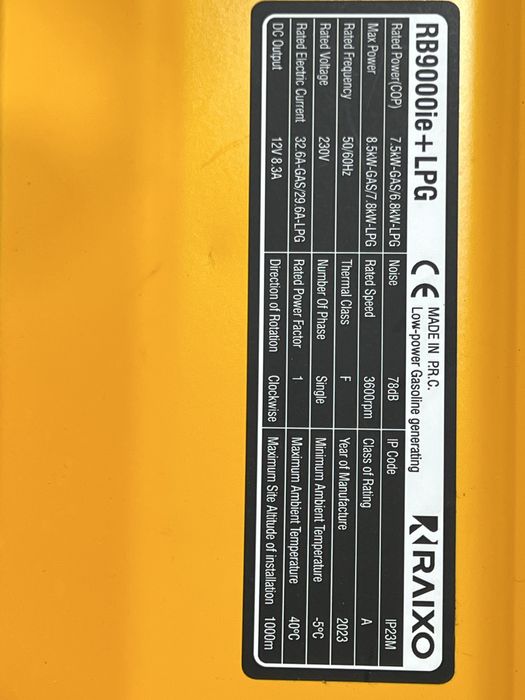 RB9000ie+LPG CE MADE IN P.R.C. RAIXO
Low-power Gasoline generating
Rated Power(COP) 7.5kW-GAS/6.8kW-LPG Noise 78dB IP Code IP23M
Max Power 8.5kW-GAS/7.8kW-LPG Rated Speed 3600rpm Class of Rating A
Rated Frequency 50/60Hz Thermal Class F Year of Manufacture 2023
Rated Voltage 230V Number Of Phase Single Minimum Ambient Temperature -5°C
Rated Electric Current 32.6A-GAS/29.6A-LPG Rated Power Factor 1 Maximum Ambient Temperature 40°C
DC Output 12V 8.3A Direction of Rotation Clockwise Maximum Site Altitude of installation 1000m